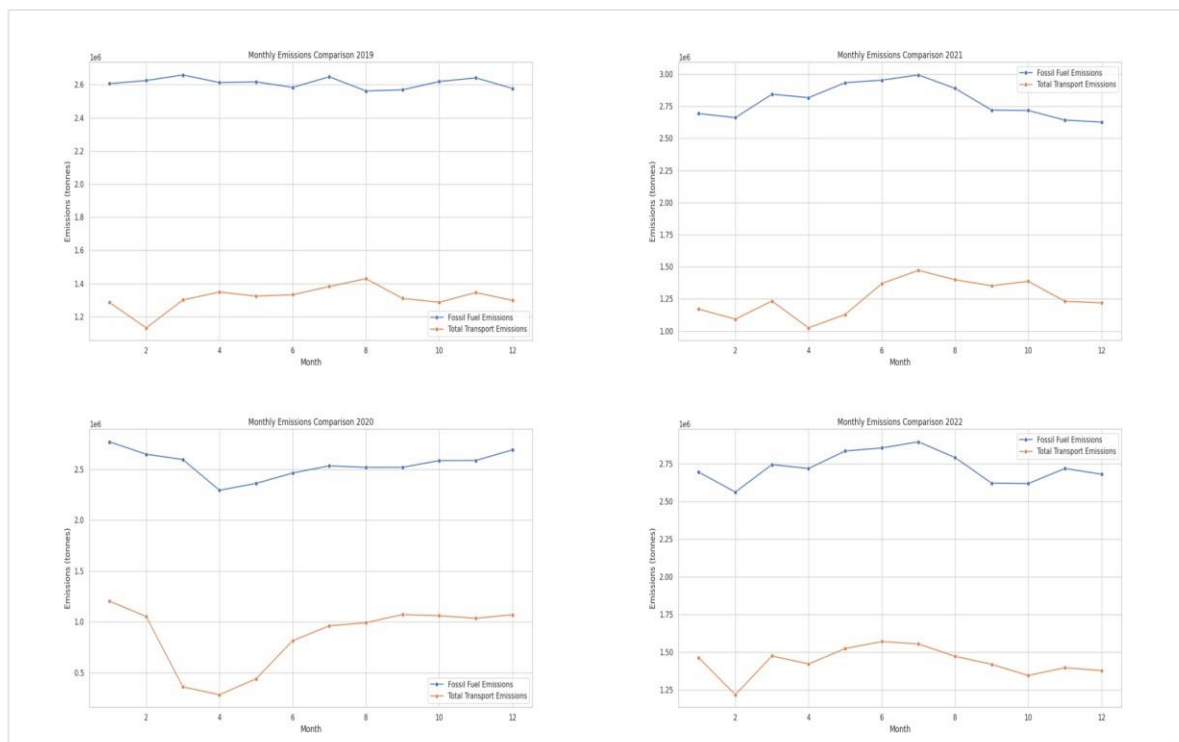 Monthly Emissions Comparison 2019
1e6
Emissions (tonnes)
2.6
2.4
2.2
2.0
1.8
1.6
1.4
1.2
Fossil Fuel Emissions
Total Transport Emissions
2 4 6 8 10 12
Month
Monthly Emissions Comparison 2021
1e6
Emissions (tonnes)
3.00
2.75
2.50
2.25
2.00
1.75
1.50
1.25
1.00
Fossil Fuel Emissions
Total Transport Emissions
2 4 6 8 10 12
Month
Monthly Emissions Comparison 2020
1e6
Emissions (tonnes)
2.5
2.0
1.5
1.0
0.5
Fossil Fuel Emissions
Total Transport Emissions
2 4 6 8 10 12
Month
Monthly Emissions Comparison 2022
1e6
Emissions (tonnes)
2.75
2.50
2.25
2.00
1.75
1.50
1.25
Fossil Fuel Emissions
Total Transport Emissions
2 4 6 8 10 12
Month